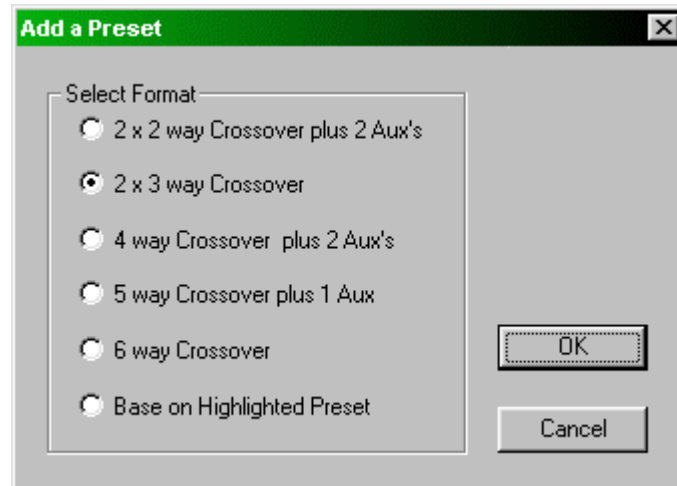 Add a Preset
Select Format
2 x 2 way Crossover plus 2 Aux's
2 x 3 way Crossover
4 way Crossover  plus 2 Aux's
5 way Crossover plus 1 Aux
6 way Crossover
Base on Highlighted Preset
OK
Cancel